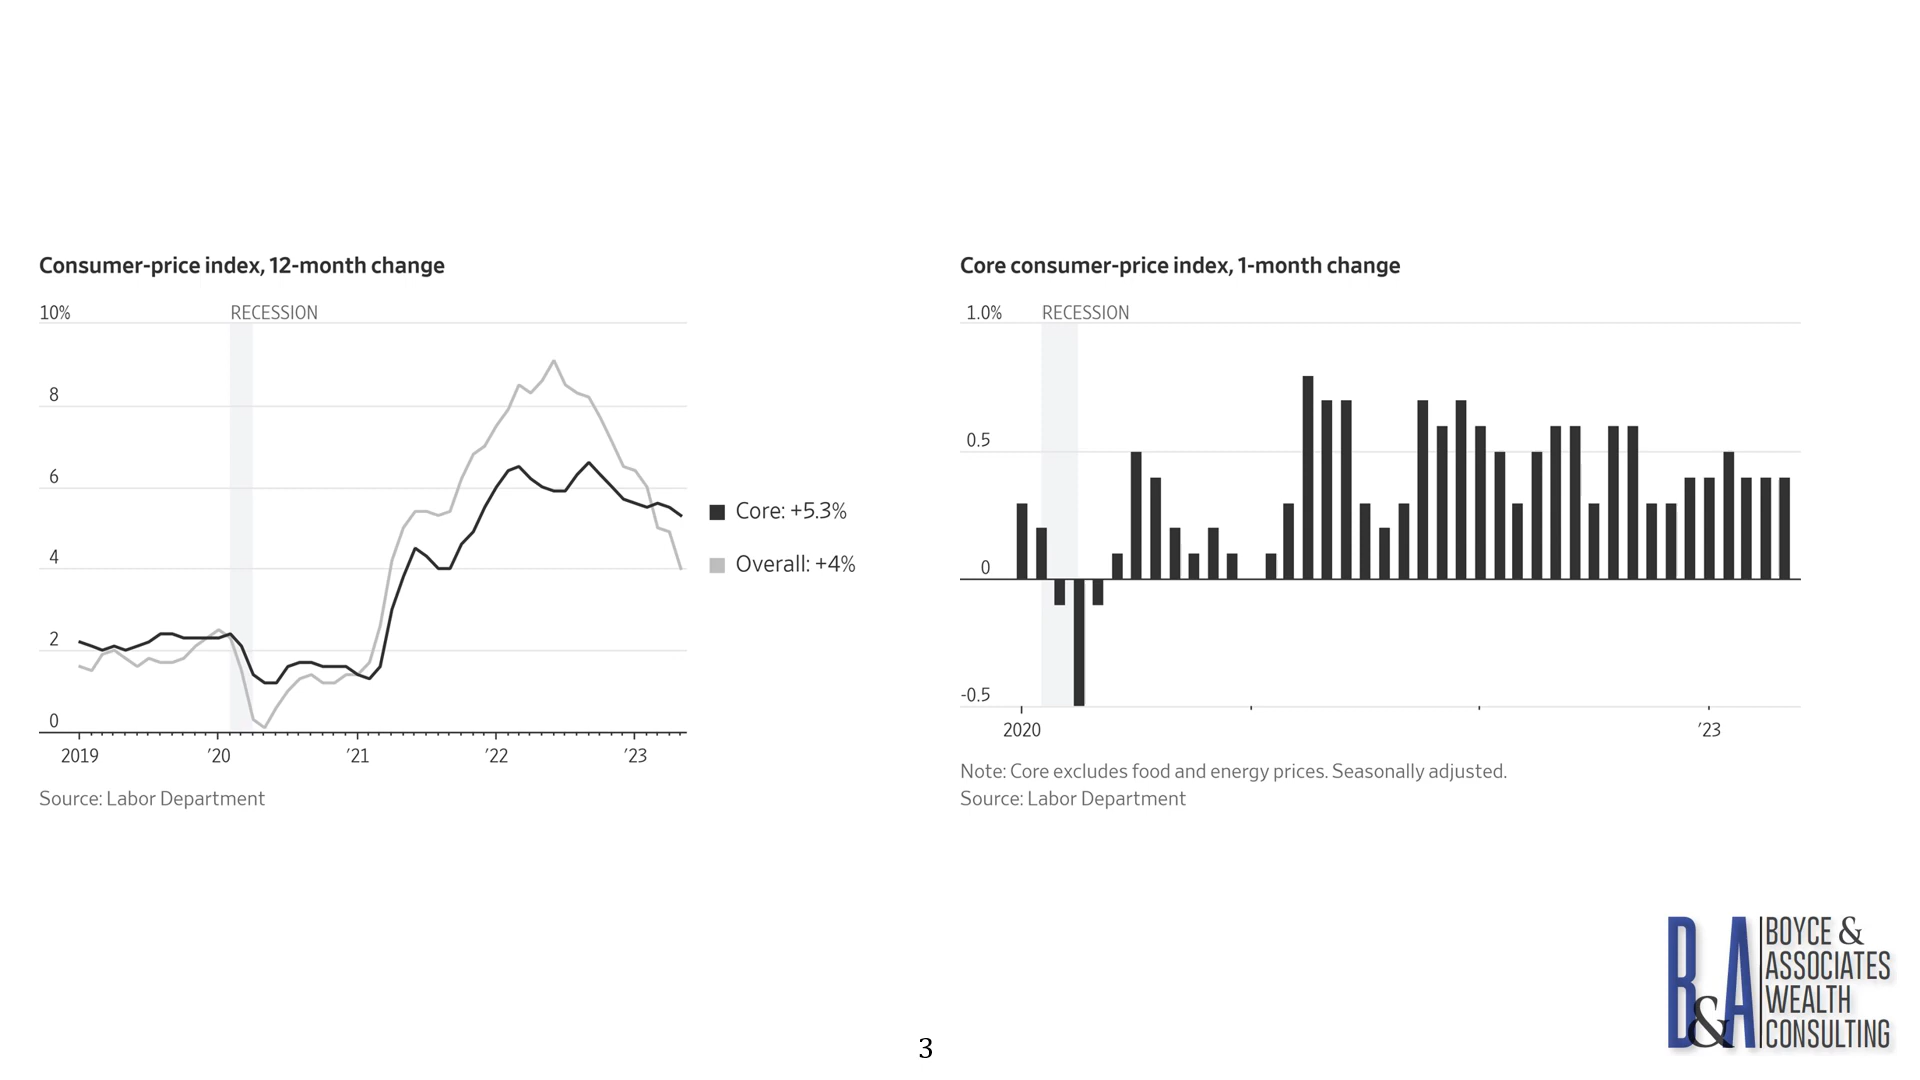 Consumer-price index, 12-month change
10%
RECESSION
8
6
4
2
0
2019
’20
’21
’22
’23
Core: +5.3%
Overall: +4%
Source: Labor Department
Core consumer-price index, 1-month change
1.0%
RECESSION
0.5
0
-0.5
2020
’23
Note: Core excludes food and energy prices. Seasonally adjusted.
Source: Labor Department
B&A
BOYCE &
ASSOCIATES
WEALTH
CONSULTING
3